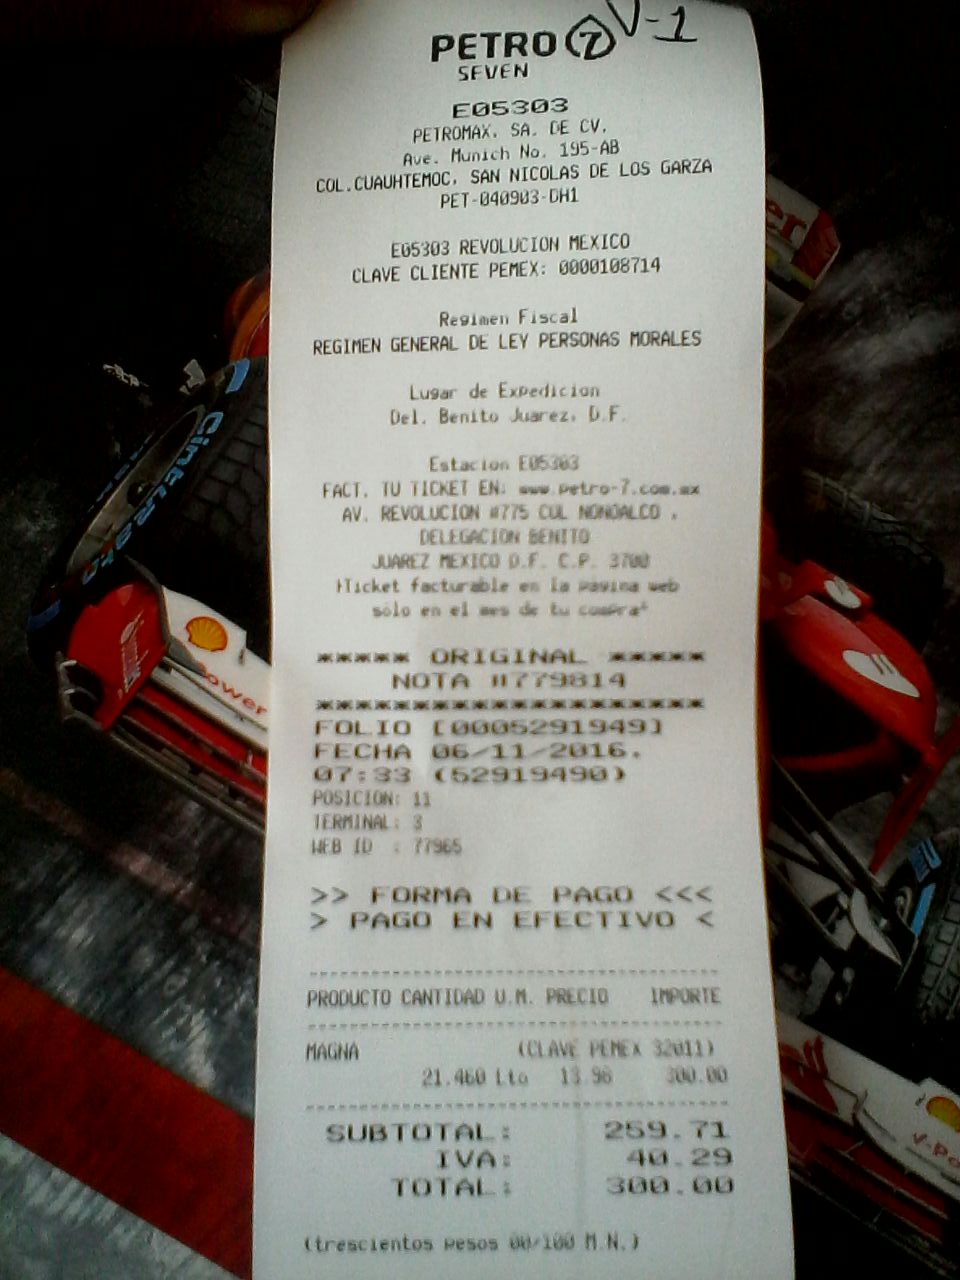 V-1
PETRO 7
SEVEN
E05303
PETROMAX. SA. DE CV.
Ave. Munich No. 195-AB
COL.CUAUHTEMOC, SAN NICOLAS DE LOS GARZA
PET-040903-DH1
E05303 REVOLUCION MEXICO
CLAVE CLIENTE PEMEX: 0000108714
Regimen Fiscal
REGIMEN GENERAL DE LEY PERSONAS MORALES
Lugar de Expedicion
Del. Benito Juarez, D.F.
Estacion E05303
FACT. TU TICKET EN: www.petro-7.com.mx
AV. REVOLUCION #775 COL NONOALCO ,
DELEGACION BENITO
JUAREZ MEXICO D.F. C.P. 3700
*Ticket facturable en la pagina web
sólo en el mes de tu compra*
***** ORIGINAL *****
NOTA #779814
*********************
FOLIO [0005291949]
FECHA 06/11/2016.
07:33 (52919490)
POSICION: 11
TERMINAL: 3
WEB ID : 77965
>> FORMA DE PAGO <<<
> PAGO EN EFECTIVO <
PRODUCTO CANTIDAD U.M. PRECIO IMPORTE
MAGNA (CLAVE PEMEX 32011)
21.460 Lto 13.98 300.00
SUBTOTAL: 259.71
IVA: 40.29
TOTAL: 300.00
(trescientos pesos 00/100 M.N.)
Cinturato
Power
er
V-Po